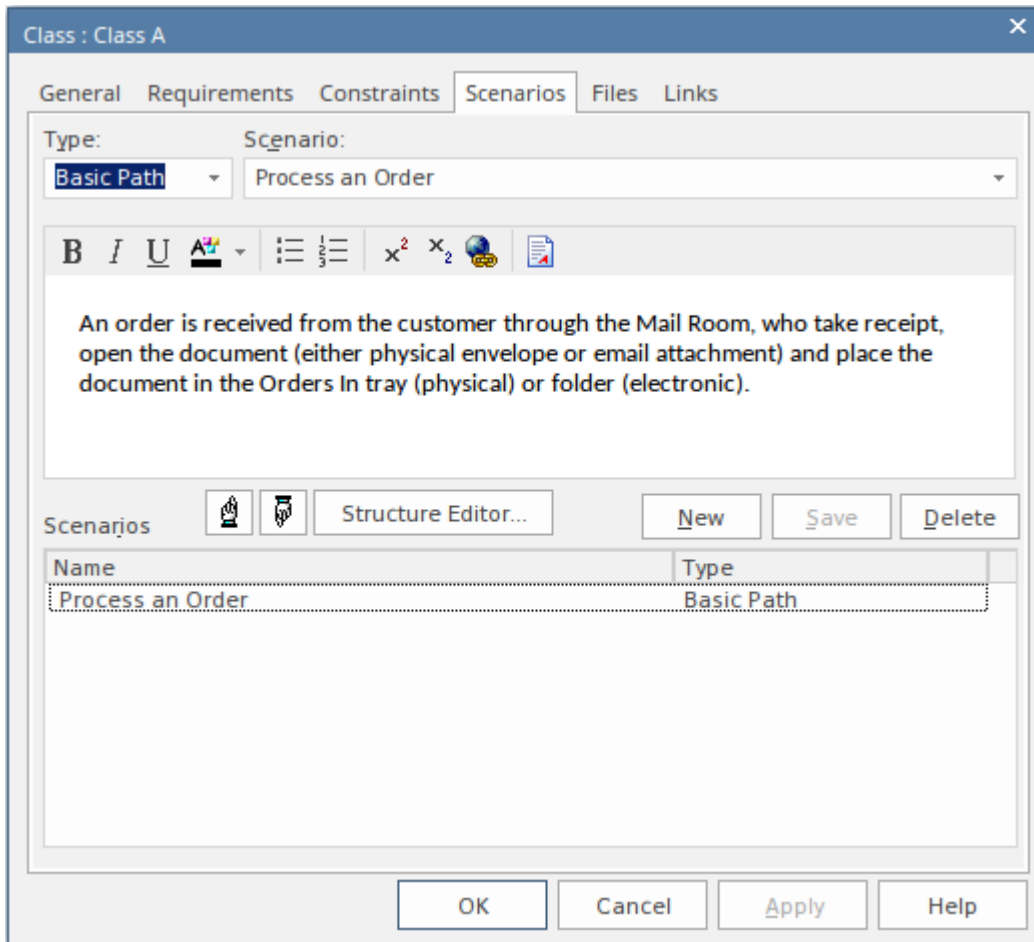 Class : Class A
General Requirements Constraints Scenarios Files Links
Type: Scenario:
Basic Path Process an Order
B I U A x² x₂
An order is received from the customer through the Mail Room, who take receipt,
open the document (either physical envelope or email attachment) and place the
document in the Orders In tray (physical) or folder (electronic).
Scenarios Structure Editor... New Save Delete
Name Type
Process an Order Basic Path
OK Cancel Apply Help